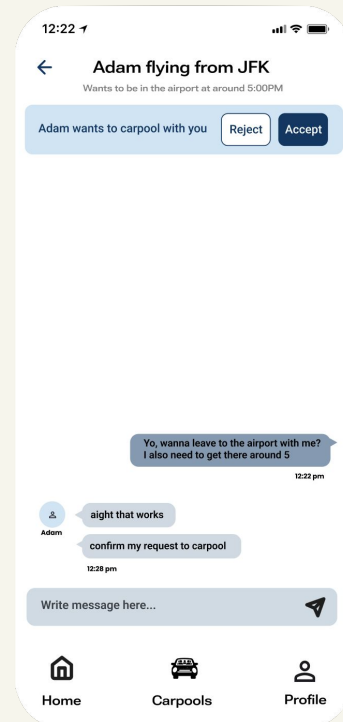 12:22
Adam flying from JFK
Wants to be in the airport at around 5:00PM
Adam wants to carpool with you
Reject
Accept
Yo, wanna leave to the airport with me?
I also need to get there around 5
12:22 pm
aight that works
Adam
confirm my request to carpool
12:28 pm
Write message here...
Home
Carpools
Profile